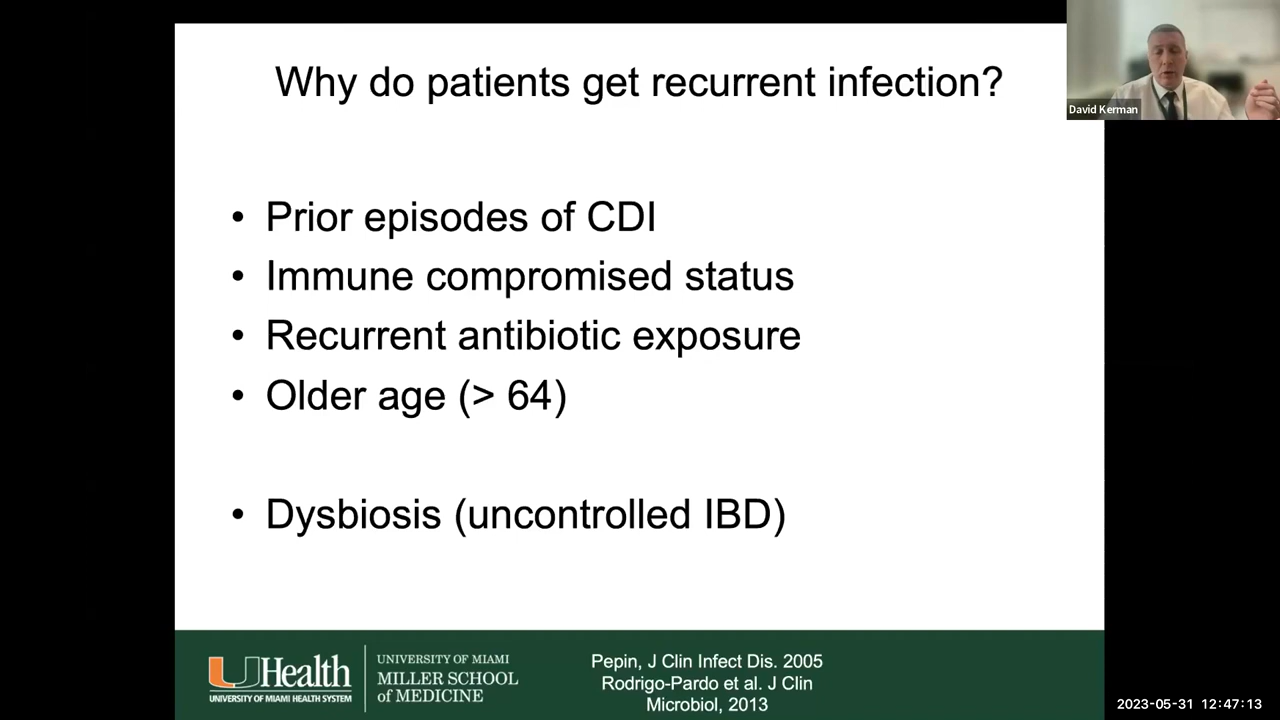 Why do patients get recurrent infection?
David Kerman
• Prior episodes of CDI
• Immune compromised status
• Recurrent antibiotic exposure
• Older age (> 64)
• Dysbiosis (uncontrolled IBD)
UHealth
UNIVERSITY OF MIAMI HEALTH SYSTEM
UNIVERSITY OF MIAMI
MILLER SCHOOL
of MEDICINE
Pepin, J Clin Infect Dis. 2005
Rodrigo-Pardo et al. J Clin
Microbiol, 2013
2023-05-31 12:47:13